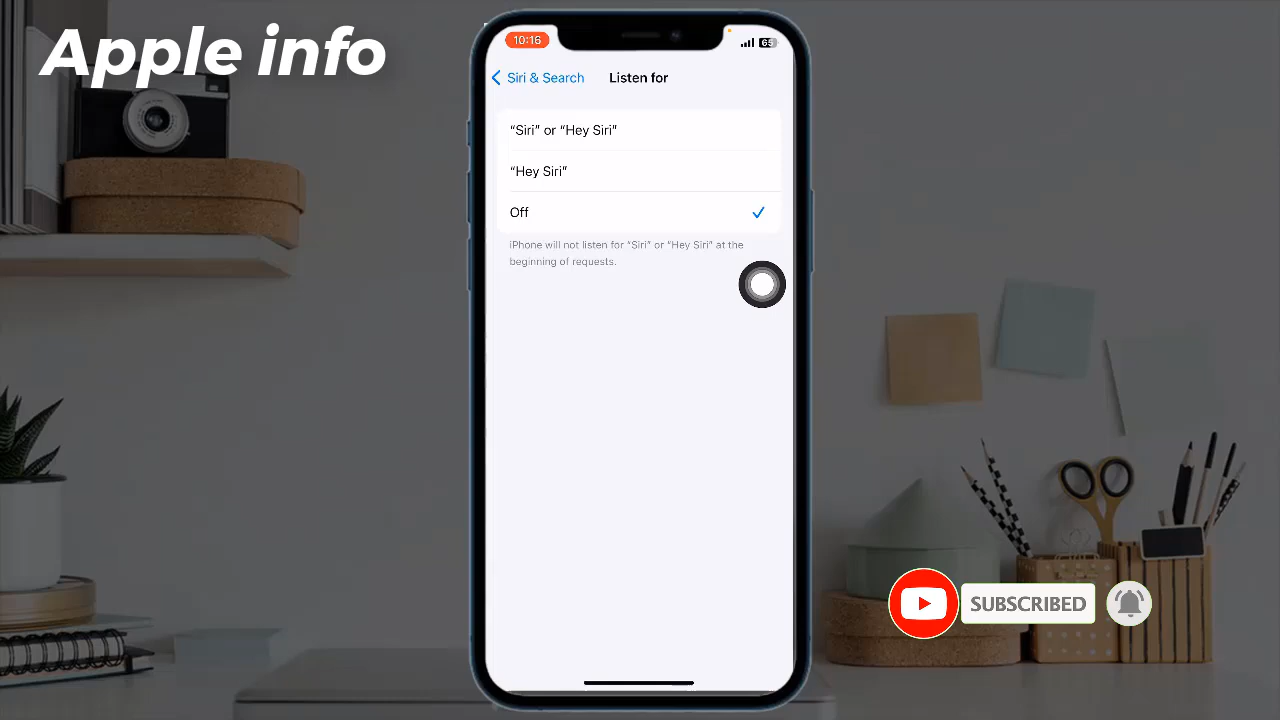 Apple info
10:16
65
Siri & Search
Listen for
“Siri” or “Hey Siri”
“Hey Siri”
Off
iPhone will not listen for “Siri” or “Hey Siri” at the
beginning of requests.
SUBSCRIBED